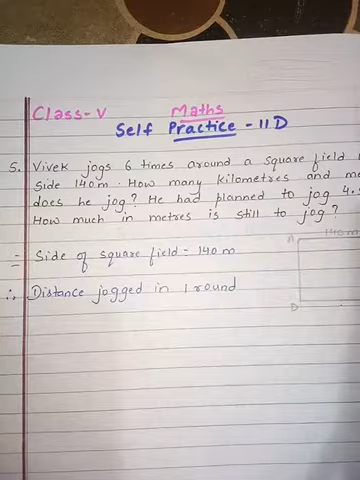 Class-V Maths
Self Practice - 11D
5. Vivek jogs 6 times around a square field
side 140m. How many kilometres and
does he jog? He had planned to jog 4.
How much in metres is still to jog?
A 140 m
= Side of square field = 140 m
∴ Distance jogged in 1 round
D